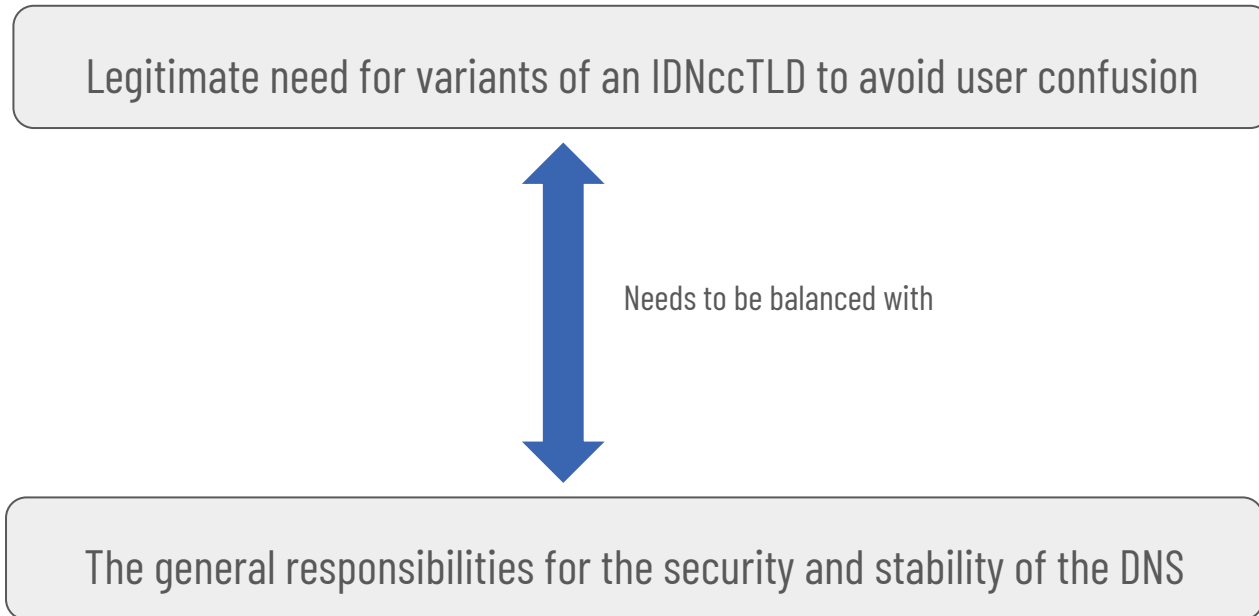 Legitimate need for variants of an IDNccTLD to avoid user confusion
Needs to be balanced with
The general responsibilities for the security and stability of the DNS